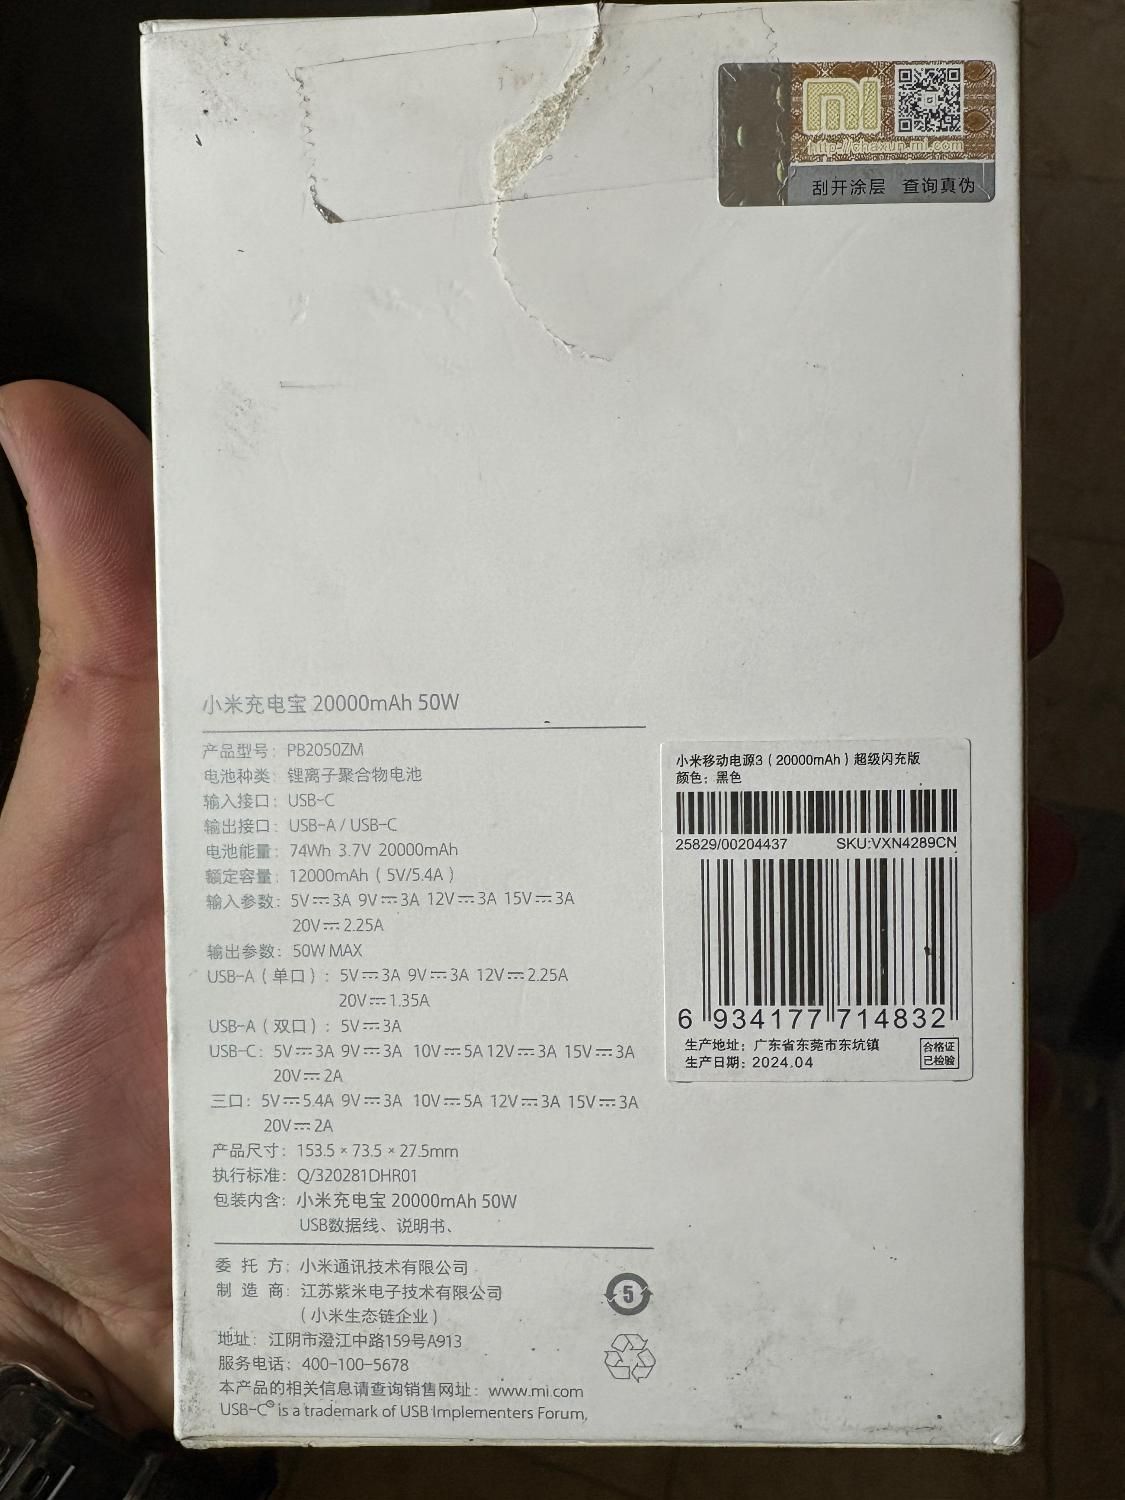 mi
http://chaxun.mi.com
刮开涂层 查询真伪
小米充电宝 20000mAh 50W
产品型号：PB2050ZM
电池种类：锂离子聚合物电池
输入接口：USB-C
输出接口：USB-A / USB-C
电池能量：74Wh 3.7V 20000mAh
额定容量：12000mAh（5V/5.4A）
输入参数：5V⎓3A 9V⎓3A 12V⎓3A 15V⎓3A
20V⎓2.25A
输出参数：50W MAX
USB-A（单口）：5V⎓3A 9V⎓3A 12V⎓2.25A
20V⎓1.35A
USB-A（双口）：5V⎓3A
USB-C：5V⎓3A 9V⎓3A 10V⎓5A 12V⎓3A 15V⎓3A
20V⎓2A
三口：5V⎓5.4A 9V⎓3A 10V⎓5A 12V⎓3A 15V⎓3A
20V⎓2A
产品尺寸：153.5 × 73.5 × 27.5mm
执行标准：Q/320281DHR01
包装内含：小米充电宝 20000mAh 50W
USB数据线、说明书、
委 托 方：小米通讯技术有限公司
制 造 商：江苏紫米电子技术有限公司
（小米生态链企业）
地址：江阴市澄江中路159号A913
服务电话：400-100-5678
本产品的相关信息请查询销售网址：www.mi.com
USB-C® is a trademark of USB Implementers Forum,
5
小米移动电源3（20000mAh）超级闪充版
颜色：黑色
25829/00204437 SKU:VXN4289CN
6 934177 714832
生产地址：广东省东莞市东坑镇
生产日期：2024.04
合格证
已检验